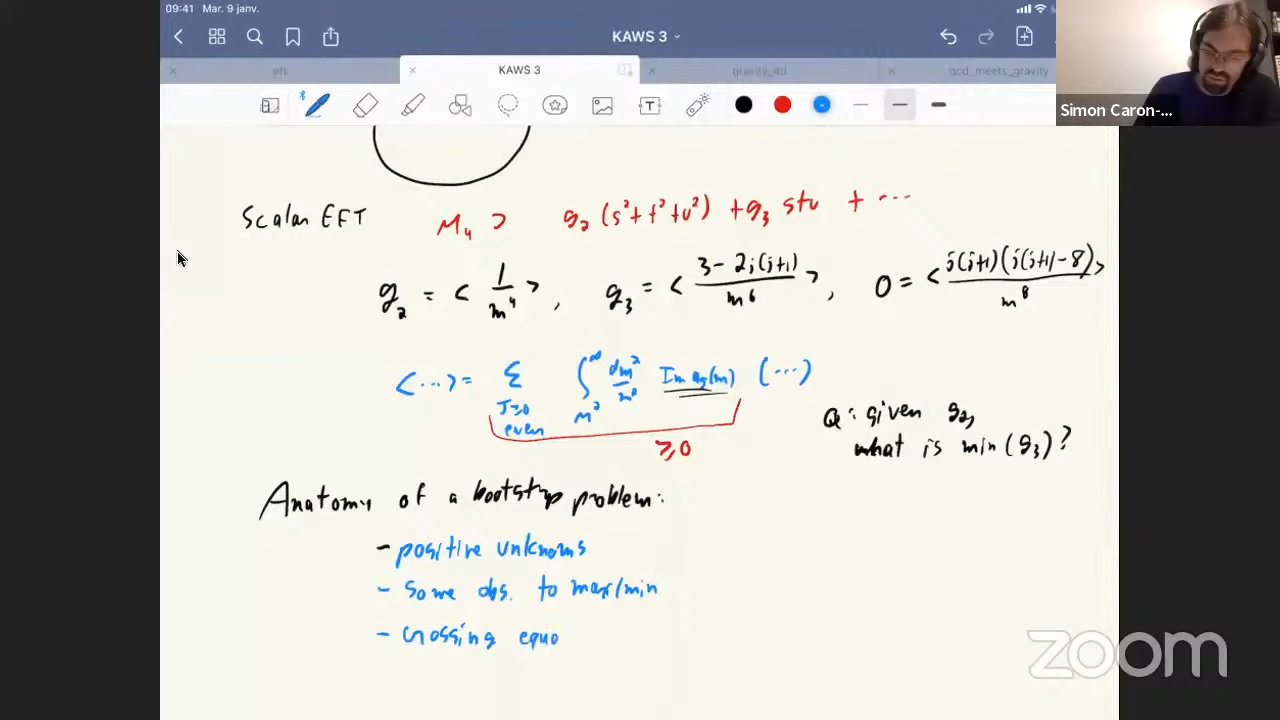 09:41 Mar. 9 janv.
KAWS 3
eft
KAWS 3
gravity_4d
qcd_meets_gravity
Simon Caron-...
Scalar EFT M₄ ⊃ g₂ (s²+t²+u²) + g₃ stu + ...
g₂ = < 1/m⁴ >, g₃ = < (3 - 2j(j+1))/m⁶ >, 0 = < j(j+1)(j(j+1)-8)/m⁸ >
<...> = Σ_{J≥0 even} ∫_{M²}^{∞} dm²/m² Im a_J(m) (...)
≥0
Q: given g₂,
what is min(g₃)?
Anatomy of a bootstrap problem:
- positive unknowns
- some obs. to max/min
- crossing equa
zoom